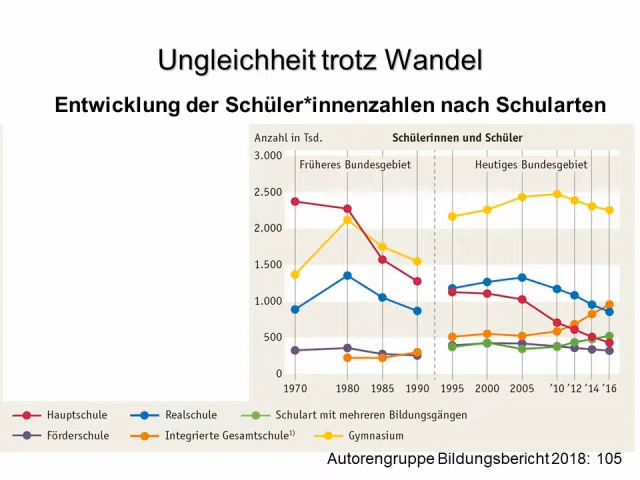 Ungleichheit trotz Wandel
Entwicklung der Schüler*innenzahlen nach Schularten
Anzahl in Tsd. Schülerinnen und Schüler
3.000
Früheres Bundesgebiet Heutiges Bundesgebiet
2.500
2.000
1.500
1.000
500
0
1970 1980 1985 1990 1995 2000 2005 '10 '12 '14 '16
Hauptschule Realschule Schulart mit mehreren Bildungsgängen
Förderschule Integrierte Gesamtschule¹⁾ Gymnasium
Autorengruppe Bildungsbericht 2018: 105